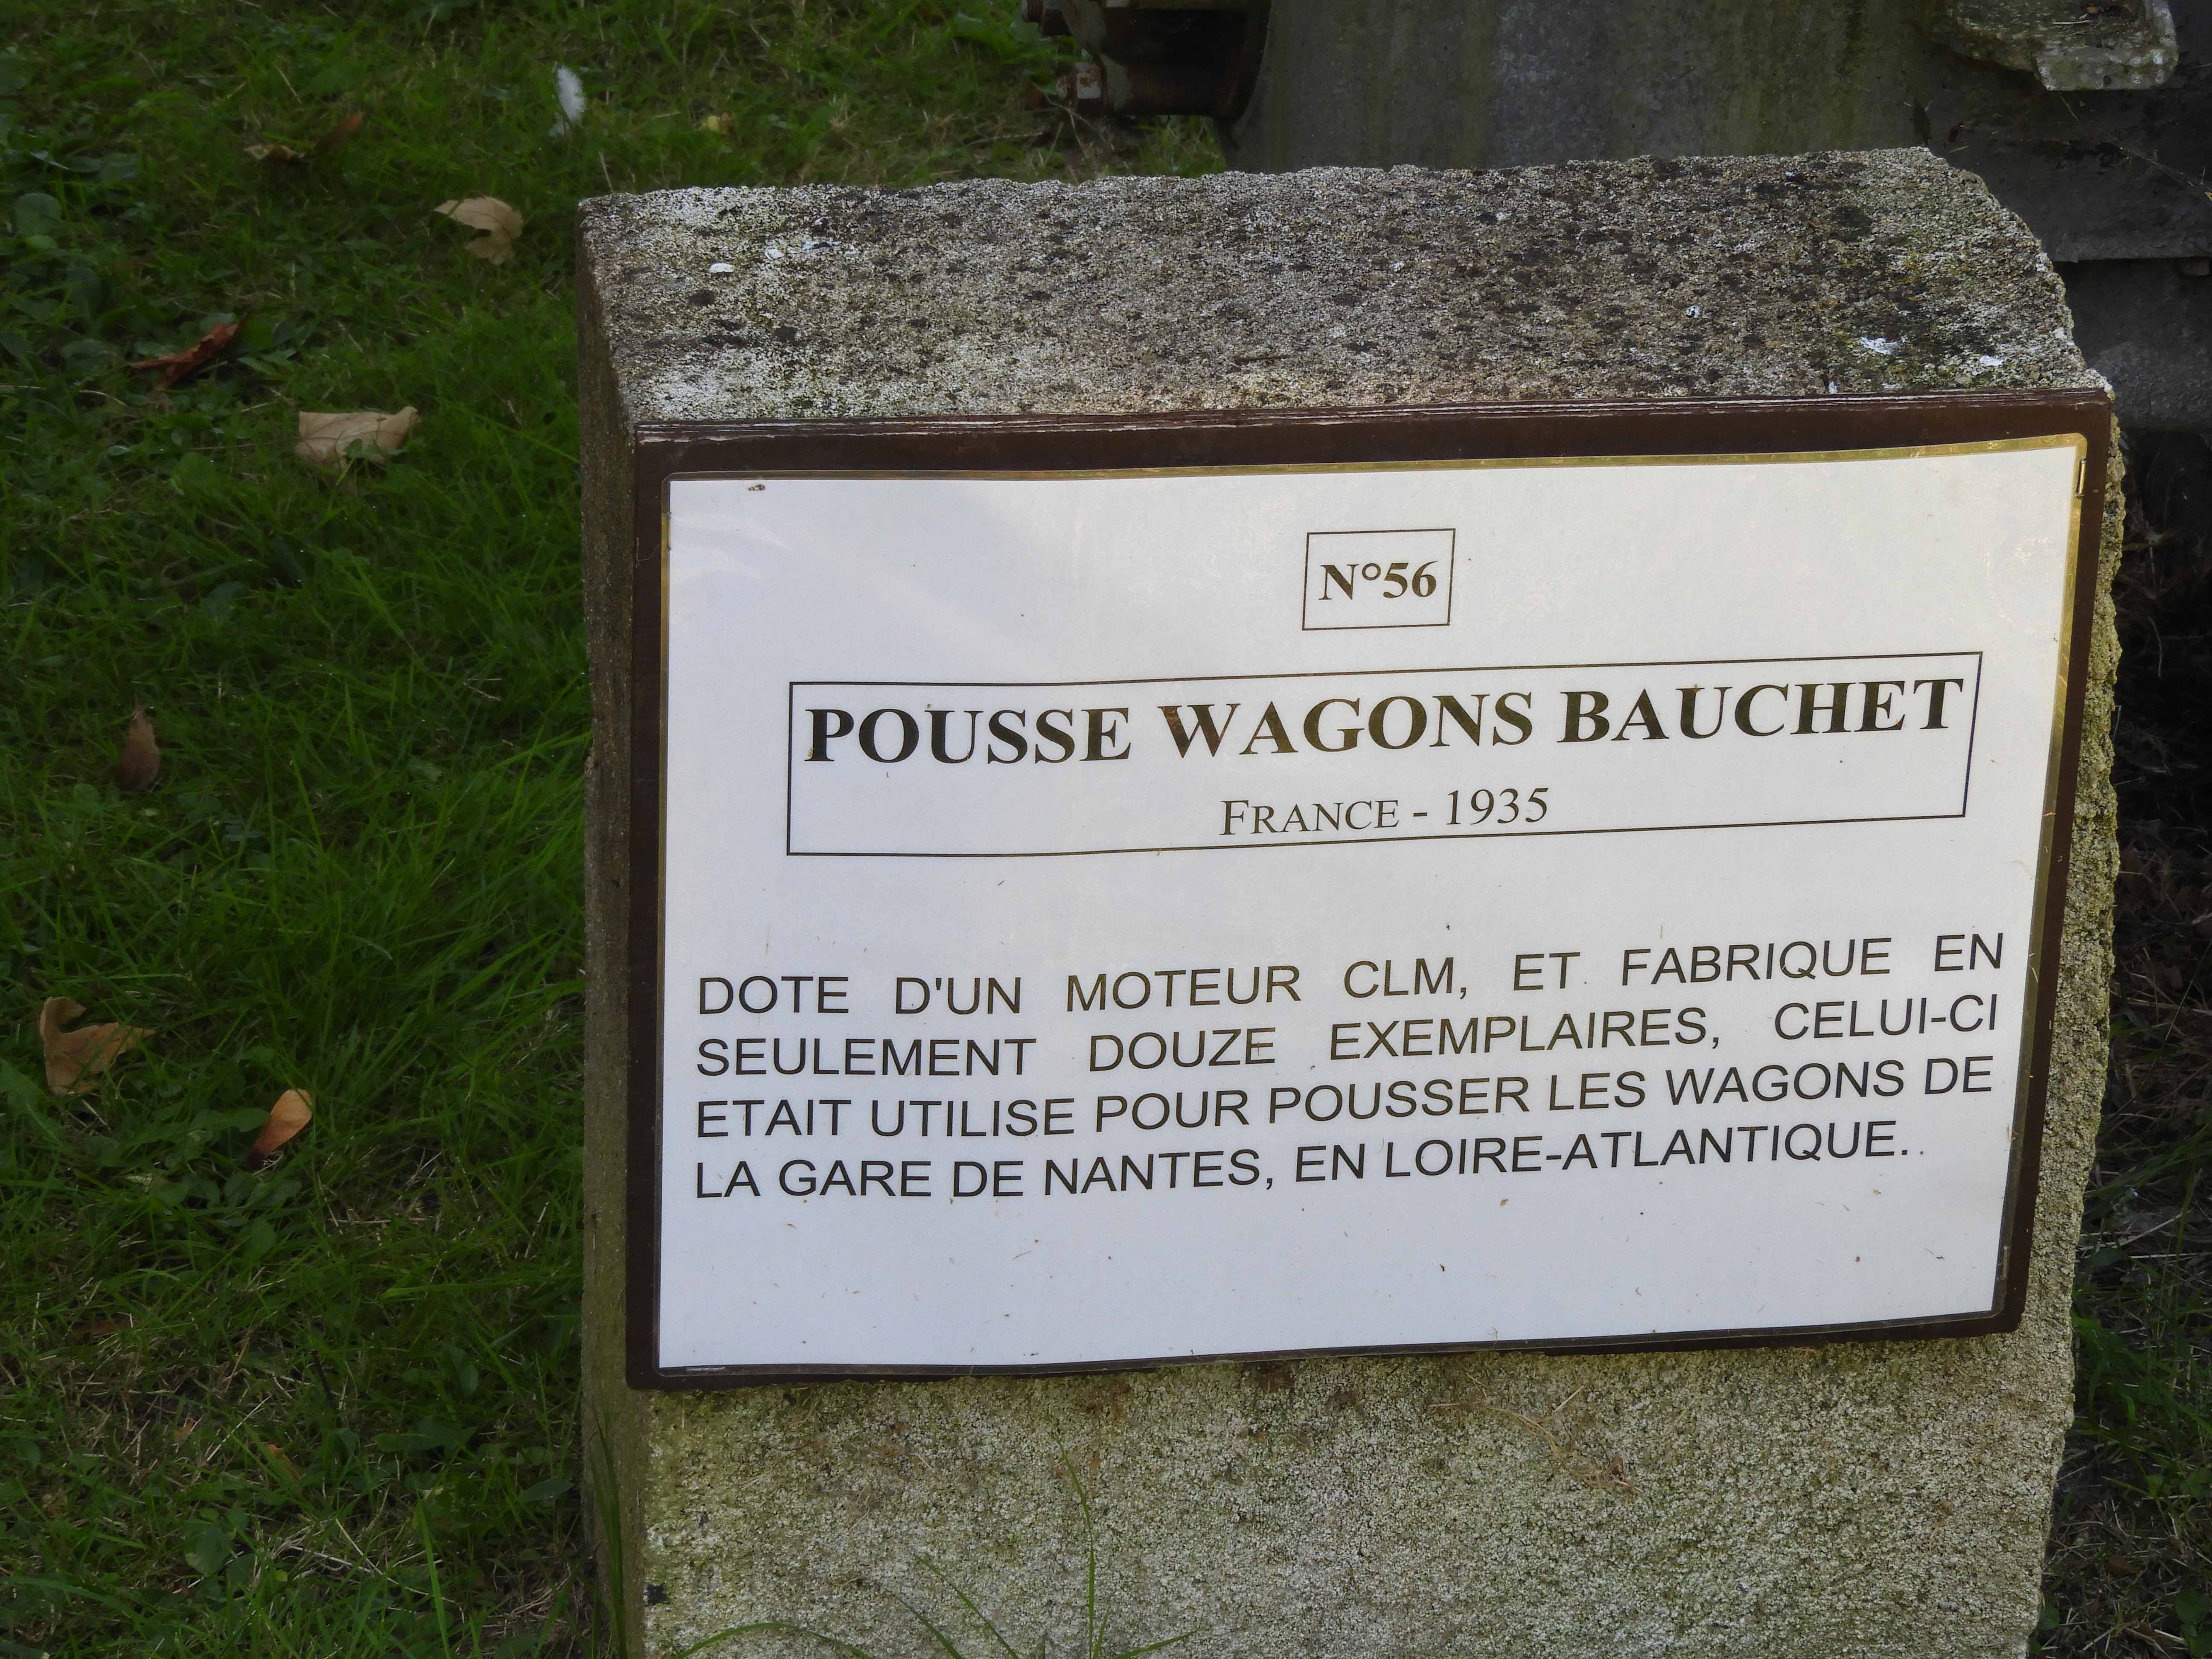 N°56
POUSSE WAGONS BAUCHET
FRANCE - 1935
DOTE D'UN MOTEUR CLM, ET FABRIQUE EN
SEULEMENT DOUZE EXEMPLAIRES, CELUI-CI
ETAIT UTILISE POUR POUSSER LES WAGONS DE
LA GARE DE NANTES, EN LOIRE-ATLANTIQUE.